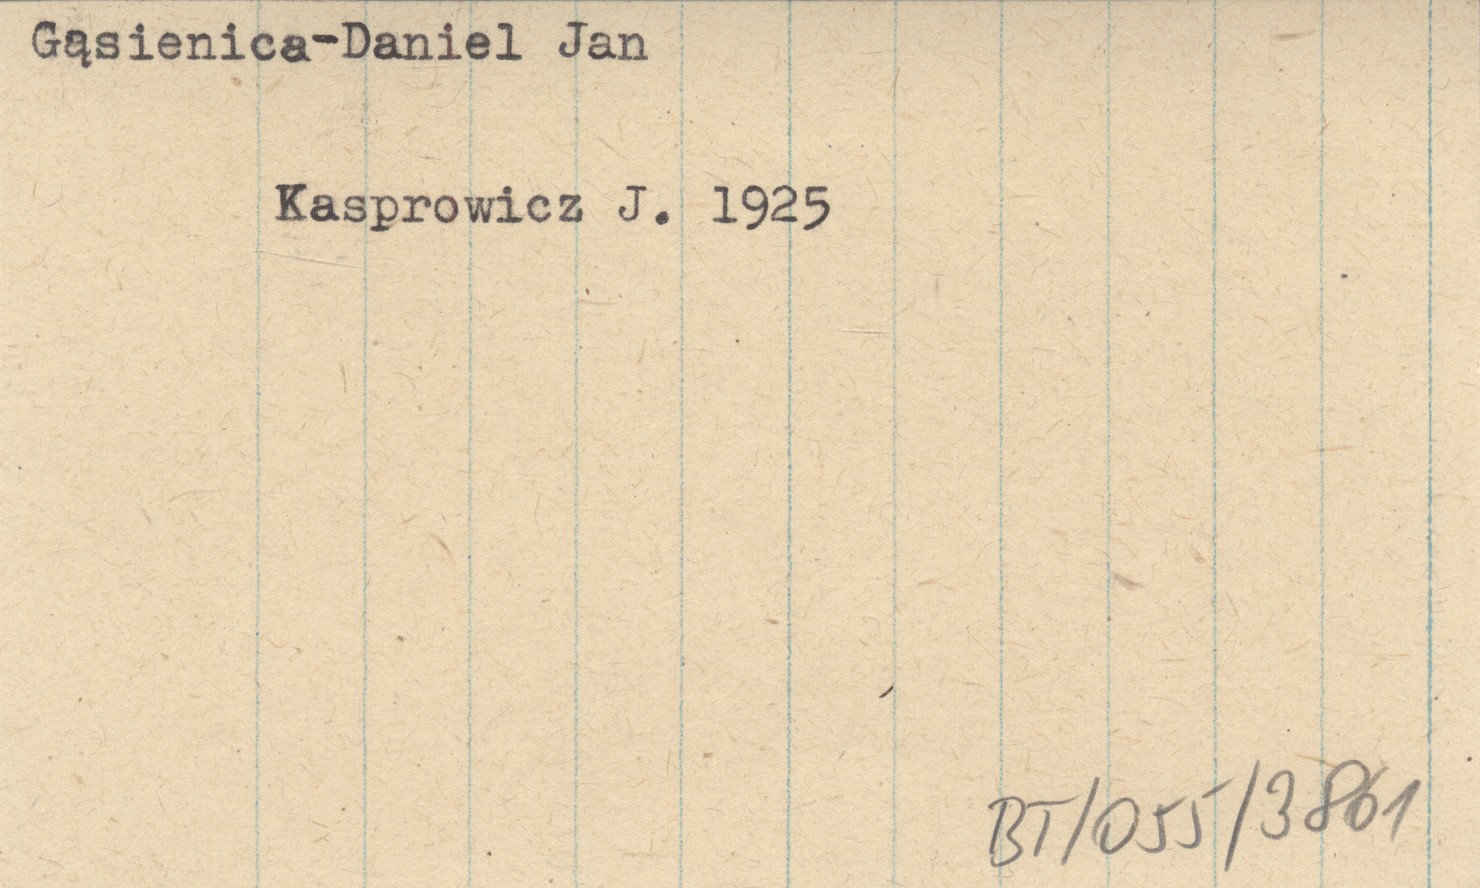 Gąsienica-Daniel Jan
Kasprowicz J. 1925
BT/055/3861